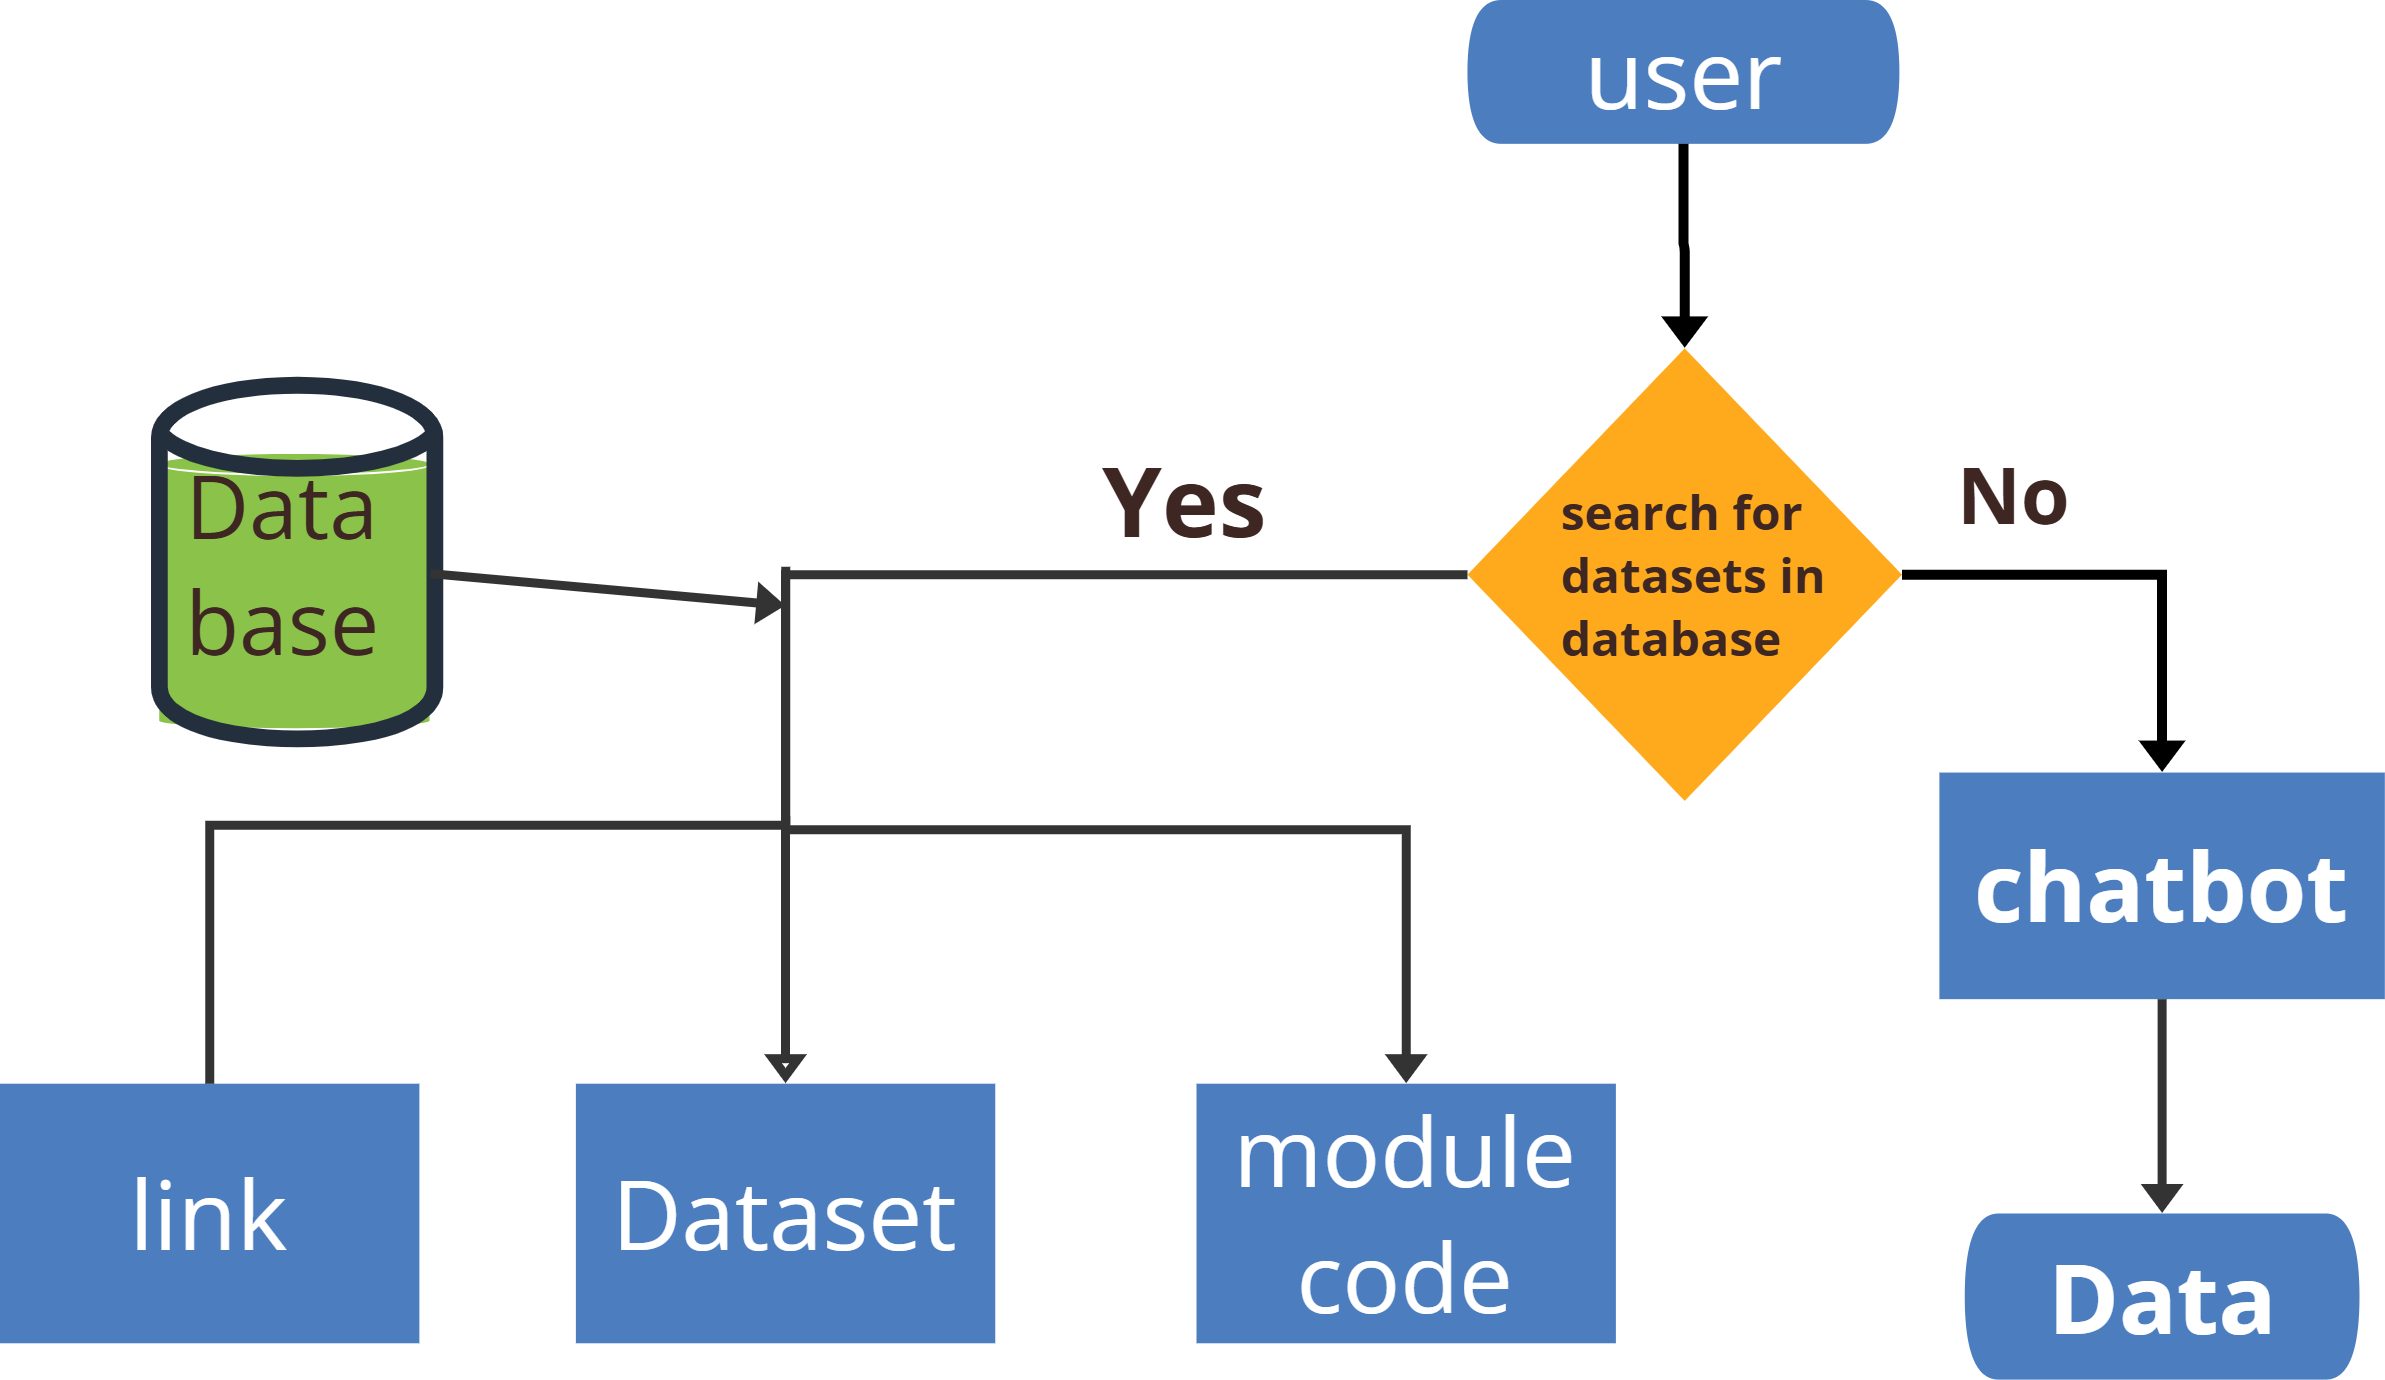 user
Yes
No
search for
datasets in
database
Data
base
chatbot
link
Dataset
module
code
Data